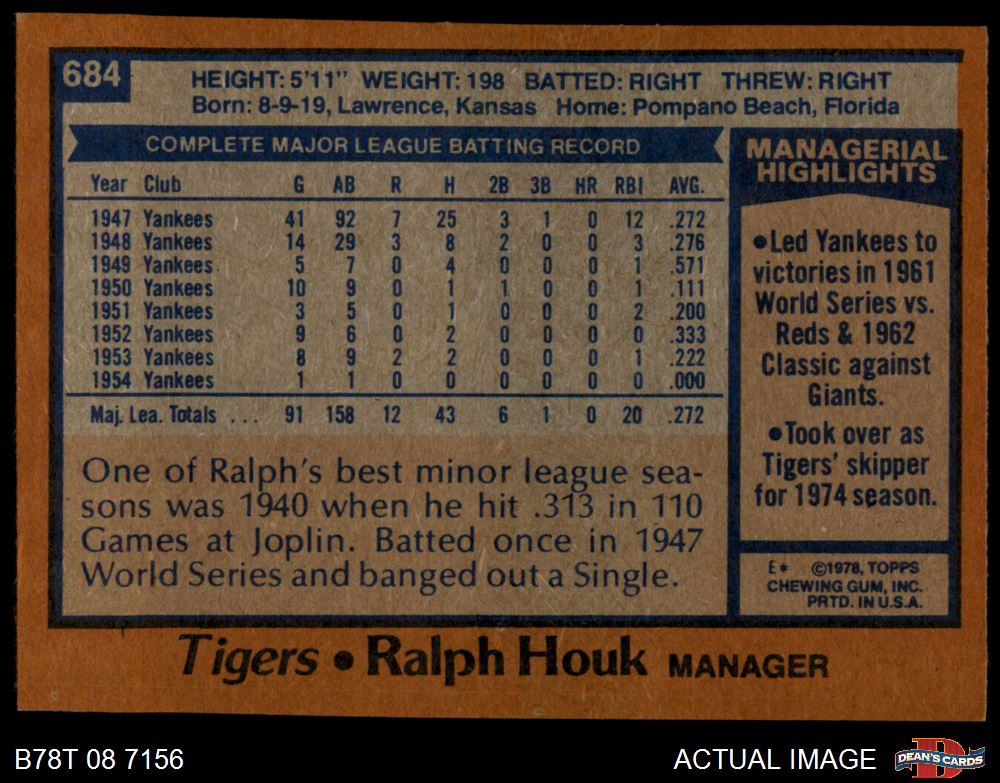 684
HEIGHT: 5'11" WEIGHT: 198 BATTED: RIGHT THREW: RIGHT
Born: 8-9-19, Lawrence, Kansas Home: Pompano Beach, Florida
COMPLETE MAJOR LEAGUE BATTING RECORD
Year Club G AB R H 2B 3B HR RBI AVG.
1947 Yankees 41 92 7 25 3 1 0 12 .272
1948 Yankees 14 29 3 8 2 0 0 3 .276
1949 Yankees 5 7 0 4 0 0 0 1 .571
1950 Yankees 10 9 0 1 1 0 0 1 .111
1951 Yankees 3 5 0 1 0 0 0 2 .200
1952 Yankees 9 6 0 2 0 0 0 0 .333
1953 Yankees 8 9 2 2 0 0 0 1 .222
1954 Yankees 1 1 0 0 0 0 0 0 .000
Maj. Lea. Totals ... 91 158 12 43 6 1 0 20 .272
One of Ralph's best minor league sea-
sons was 1940 when he hit .313 in 110
Games at Joplin. Batted once in 1947
World Series and banged out a Single.
MANAGERIAL
HIGHLIGHTS
•Led Yankees to
victories in 1961
World Series vs.
Reds & 1962
Classic against
Giants.
•Took over as
Tigers' skipper
for 1974 season.
E* ©1978, TOPPS
CHEWING GUM, INC.
PRTD. IN U.S.A.
Tigers • Ralph Houk MANAGER
B78T 08 7156
ACTUAL IMAGE
DEAN'S CARDS